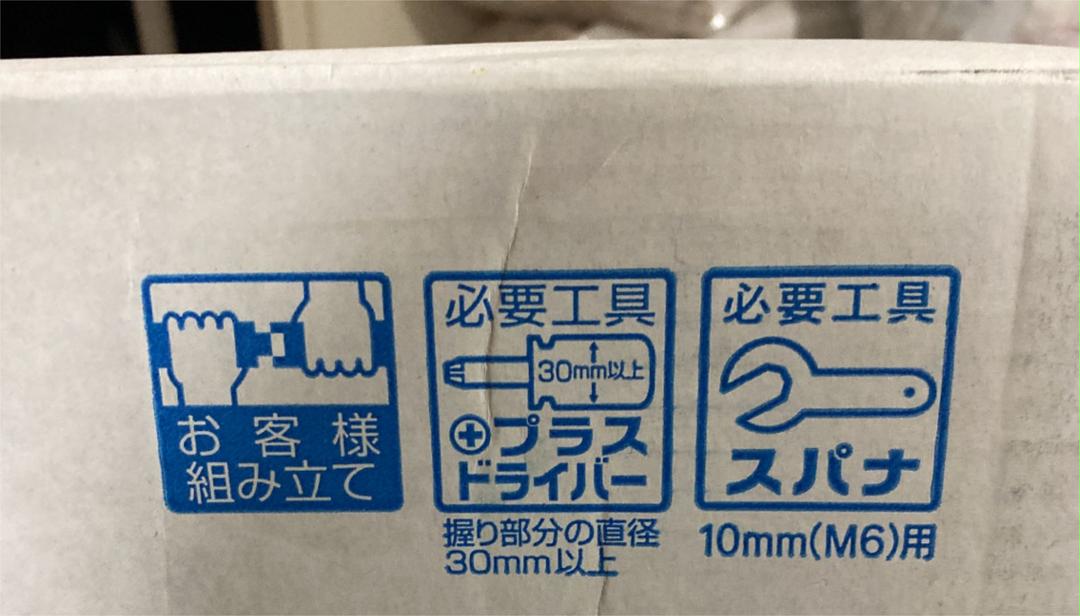 お客様
組み立て
必要工具
30mm以上
プラス
ドライバー
握り部分の直径
30mm以上
必要工具
スパナ
10mm(M6)用